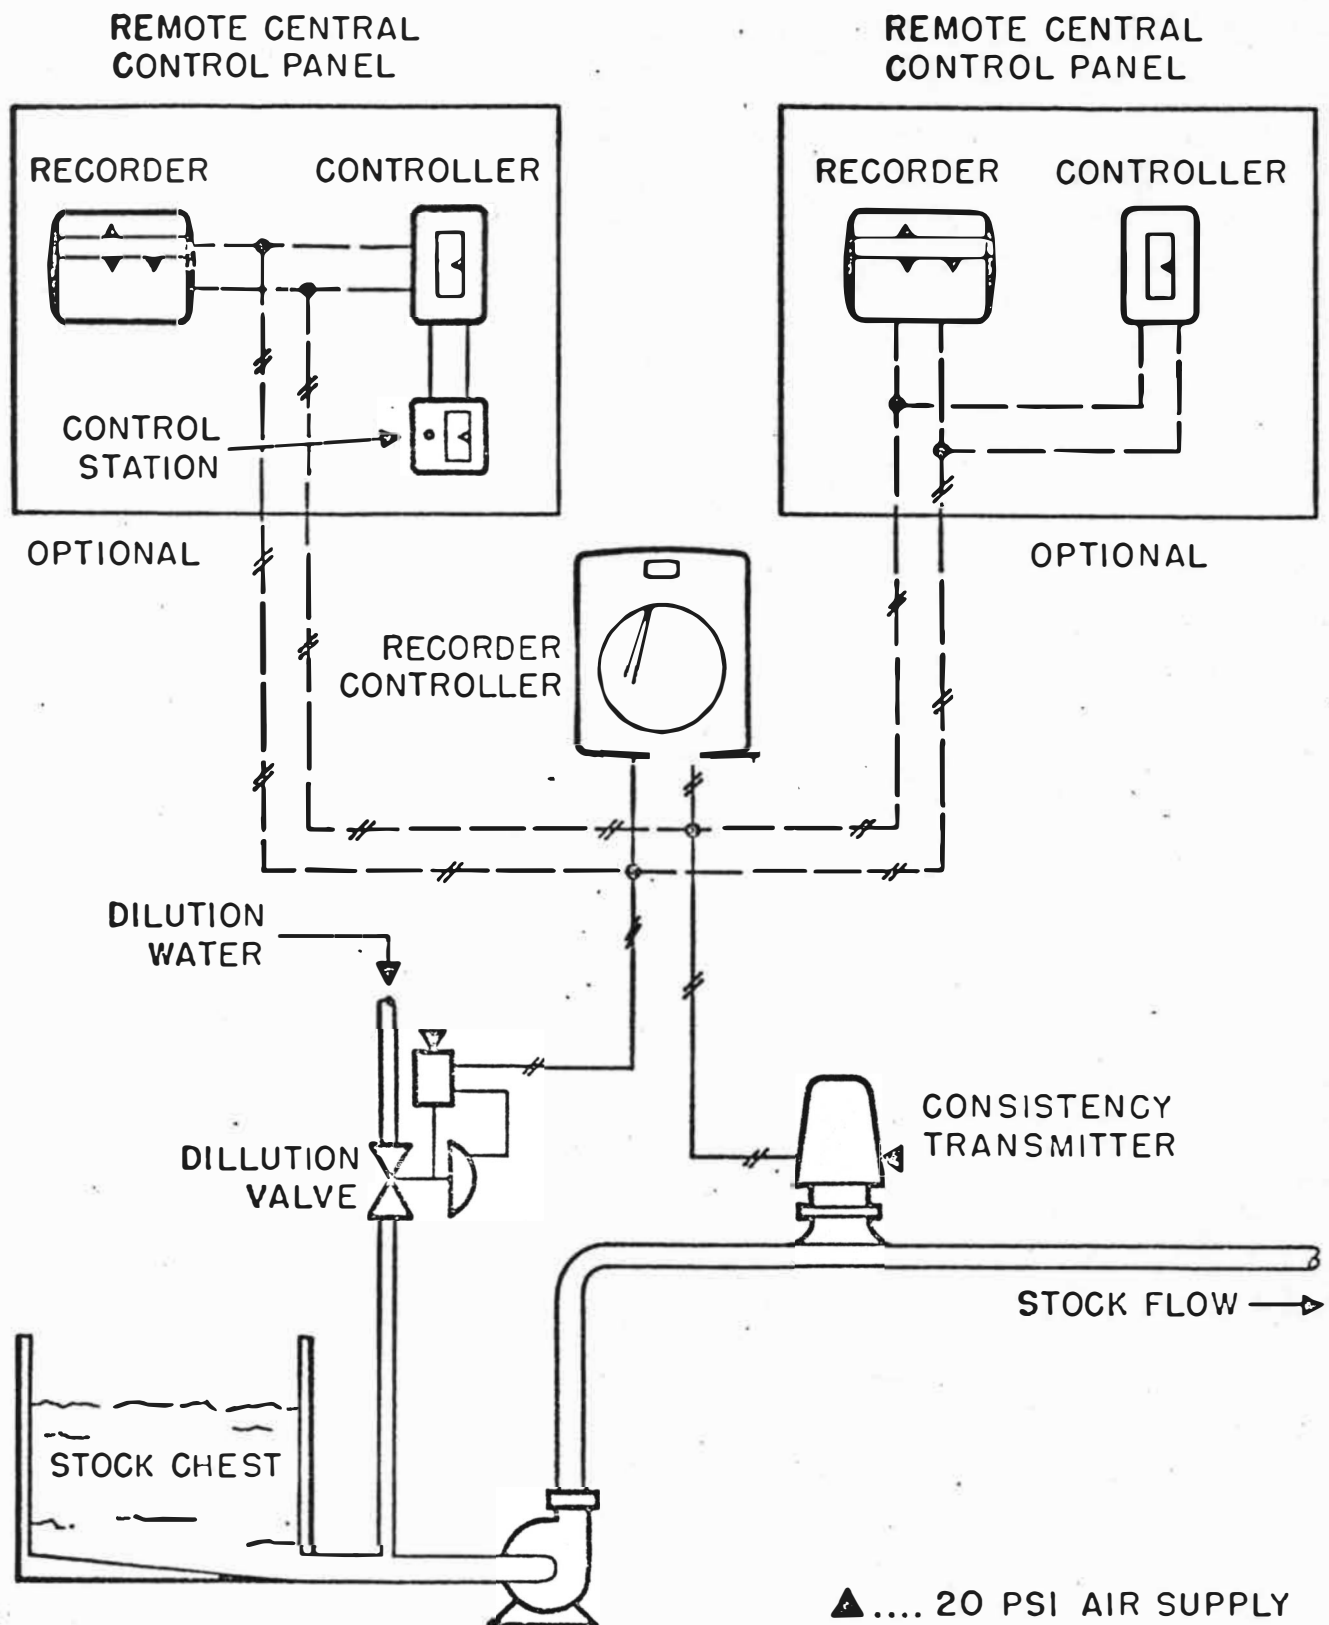 REMOTE CENTRAL
CONTROL PANEL
REMOTE CENTRAL
CONTROL PANEL
RECORDER
CONTROLLER
RECORDER
CONTROLLER
CONTROL
STATION
OPTIONAL
OPTIONAL
RECORDER
CONTROLLER
DILUTION
WATER
CONSISTENCY
TRANSMITTER
DILLUTION
VALVE
STOCK FLOW
STOCK CHEST
.... 20 PSI AIR SUPPLY